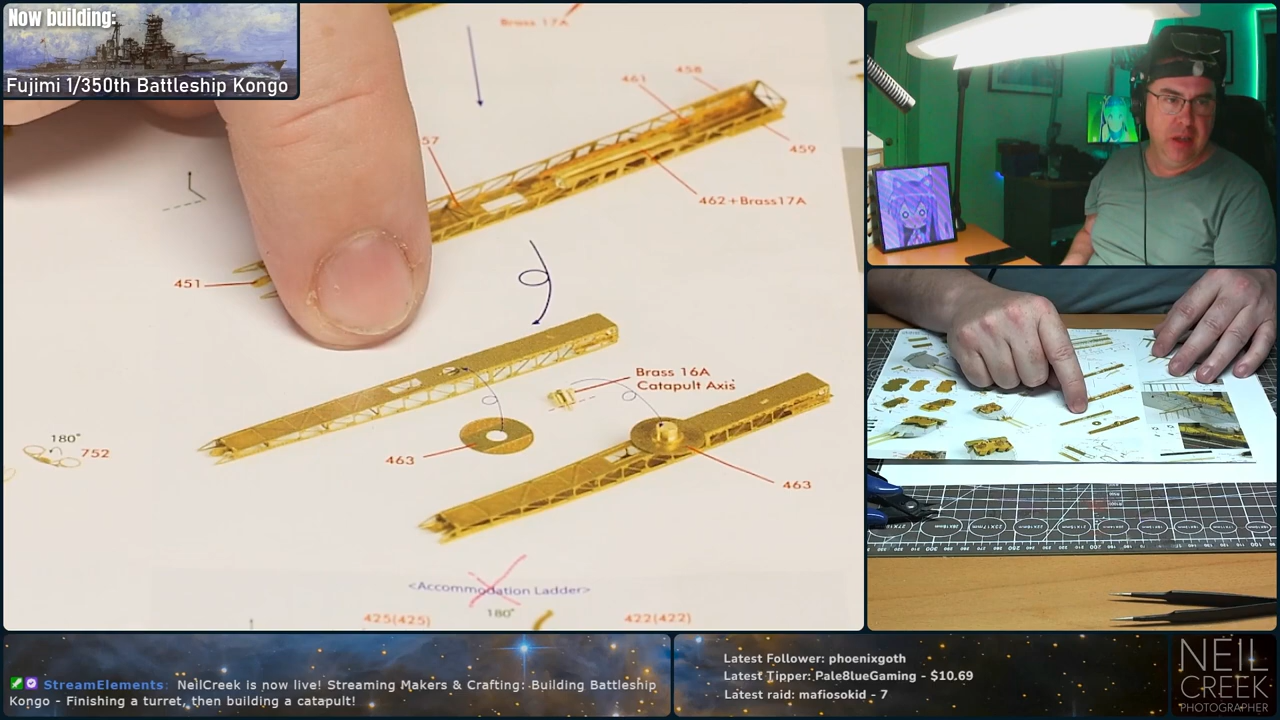 Now building:
Fujimi 1/350th Battleship Kongo
Brass 17A
461
458
57
459
462+Brass17A
451
Brass 16A
Catapult Axis
180°
752
463
463
<Accommodation Ladder>
180°
425(425)
422(422)
StreamElements: NeilCreek is now live! Streaming Makers & Crafting: Building Battleship
Kongo - Finishing a turret, then building a catapult!
Latest Follower: phoenixgoth
Latest Tipper: PaleBlueGaming - $10.69
Latest raid: mafiosokid - 7
NEIL
CREEK
PHOTOGRAPHER